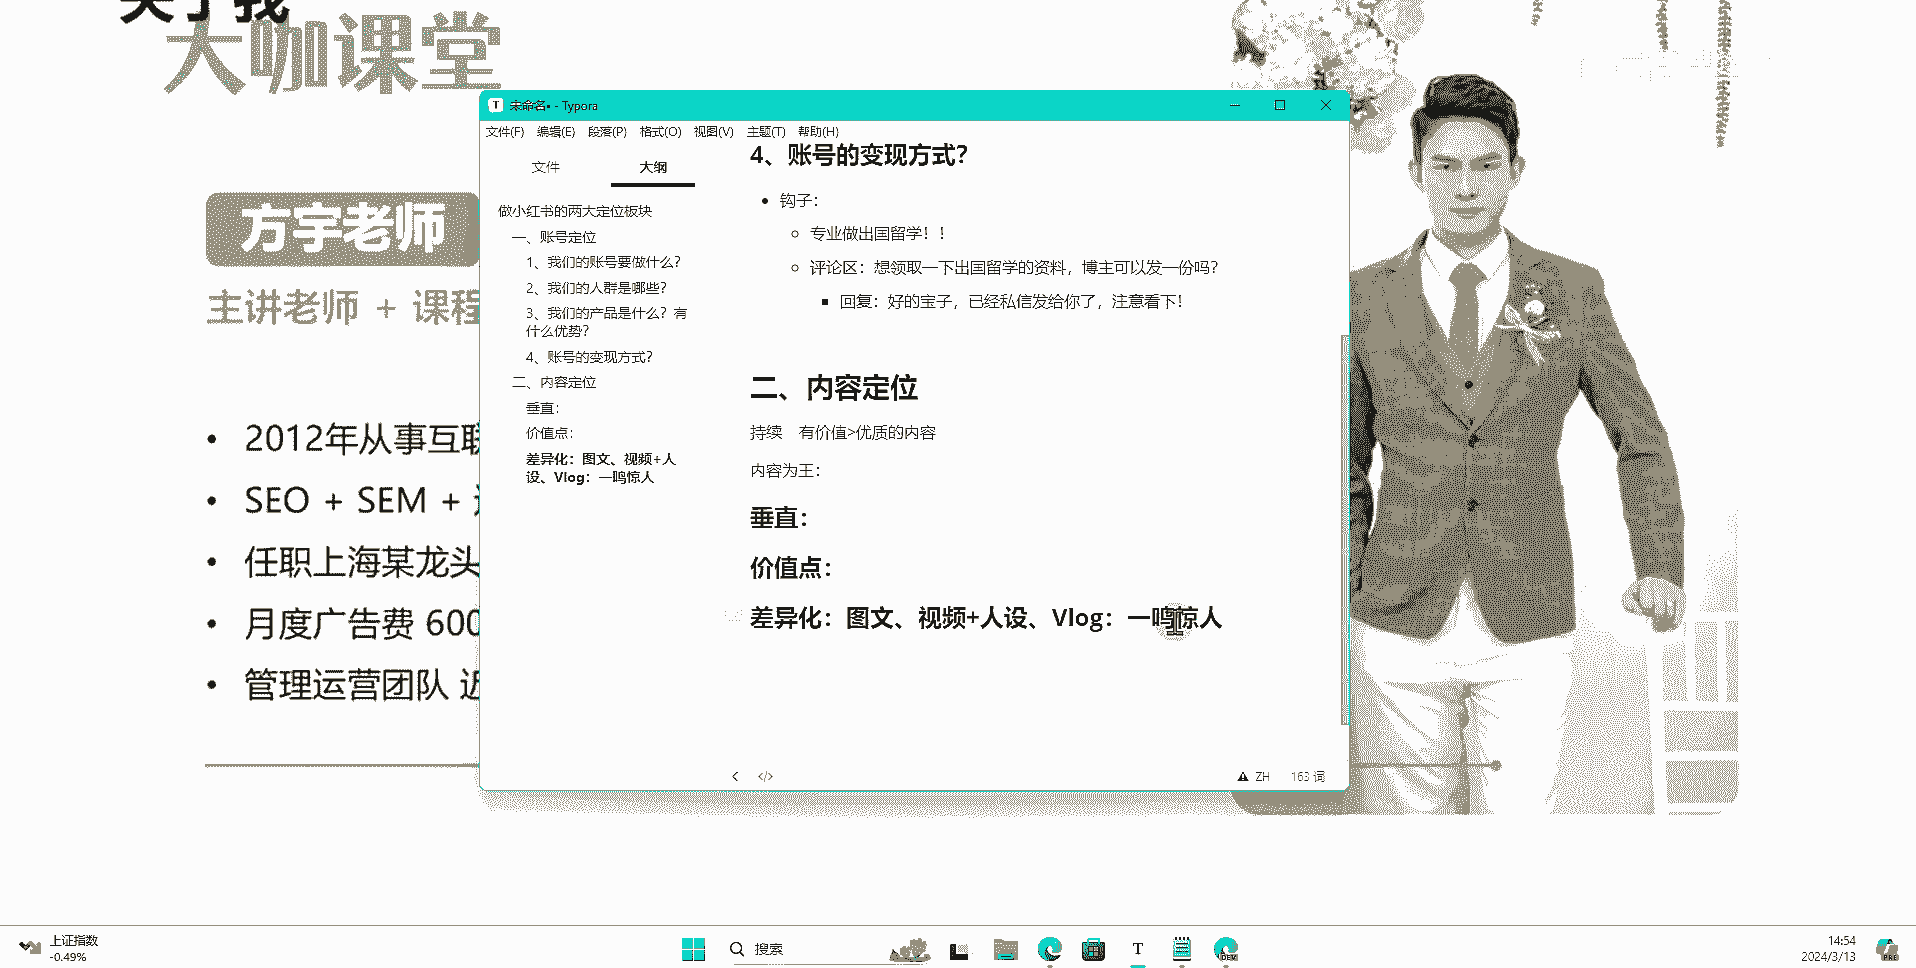 大咖课堂
方宇老师
主讲老师 + 课程
2012年从事互联
SEO + SEM +
任职上海某龙头
月度广告费 600
管理运营团队 近
未命名• - Typora
文件(F) 编辑(E) 段落(P) 格式(O) 视图(V) 主题(T) 帮助(H)
文件 大纲
做小红书的两大定位板块
一、账号定位
1、我们的账号要做什么？
2、我们的人群是哪些？
3、我们的产品是什么？有
什么优势？
4、账号的变现方式？
二、内容定位
垂直：
价值点：
差异化：图文、视频+人
设、Vlog：一鸣惊人
4、账号的变现方式？
钩子：
专业做出国留学！！
评论区：想领取一下出国留学的资料，博主可以发一份吗？
回复：好的宝子，已经私信发给你了，注意看下！
二、内容定位
持续 有价值>优质的内容
内容为王：
垂直：
价值点：
差异化：图文、视频+人设、Vlog：一鸣惊人
ZH 163 词
上证指数
-0.49%
搜索
14:54
2024/3/13